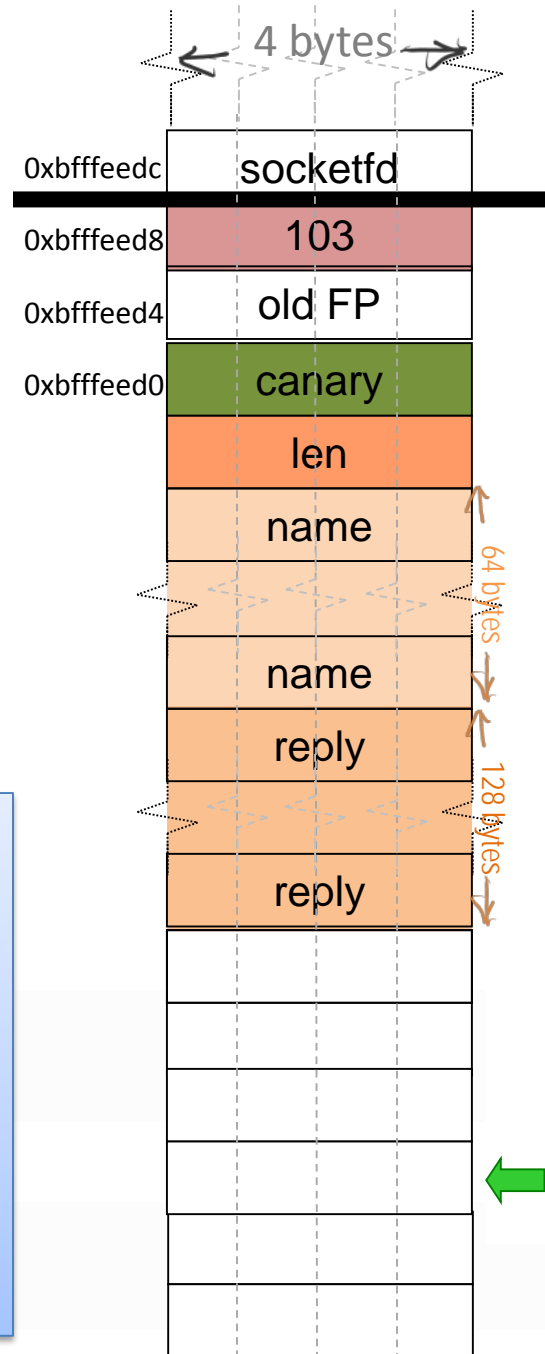 4 bytes
0xbfffeedc socketfd
0xbfffeed8 103
0xbfffeed4 old FP
0xbfffeed0 canary
len
name
64 bytes
name
reply
128 bytes
reply